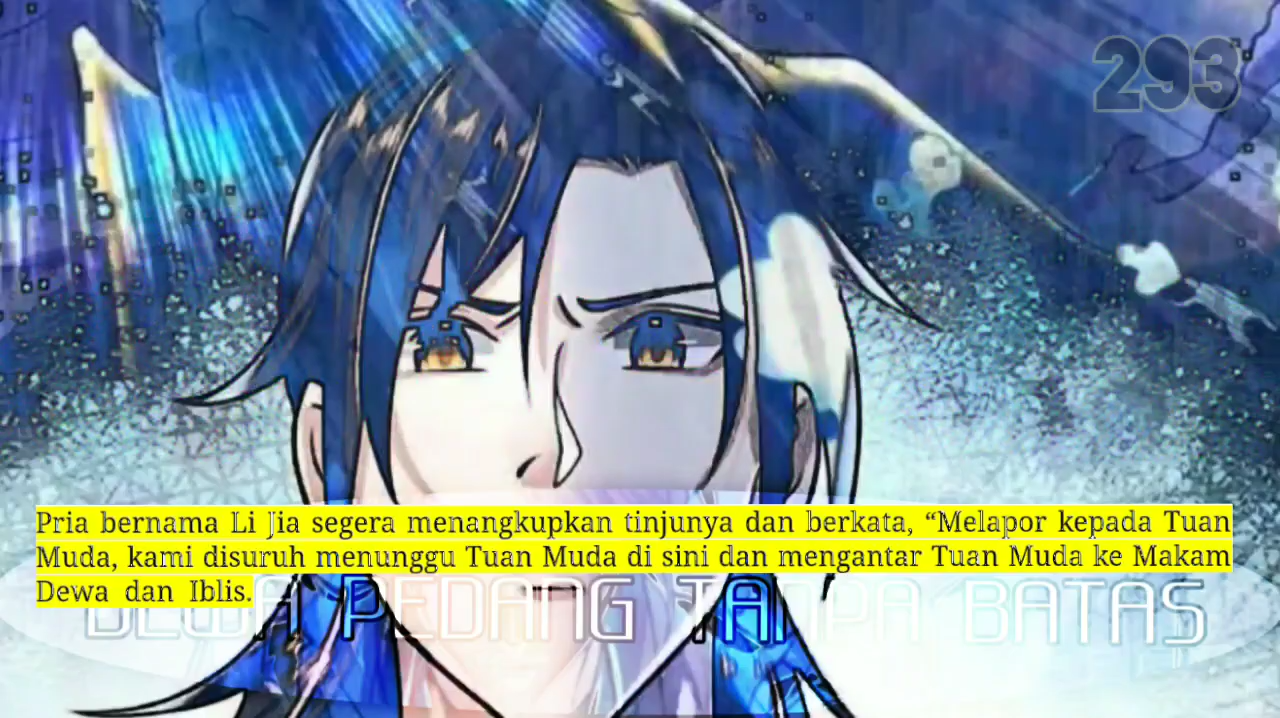 293
Pria bernama Li Jia segera menangkupkan tinjunya dan berkata, “Melapor kepada Tuan
Muda, kami disuruh menunggu Tuan Muda di sini dan mengantar Tuan Muda ke Makam
Dewa dan Iblis.
DEWA PEDANG TANPA BATAS